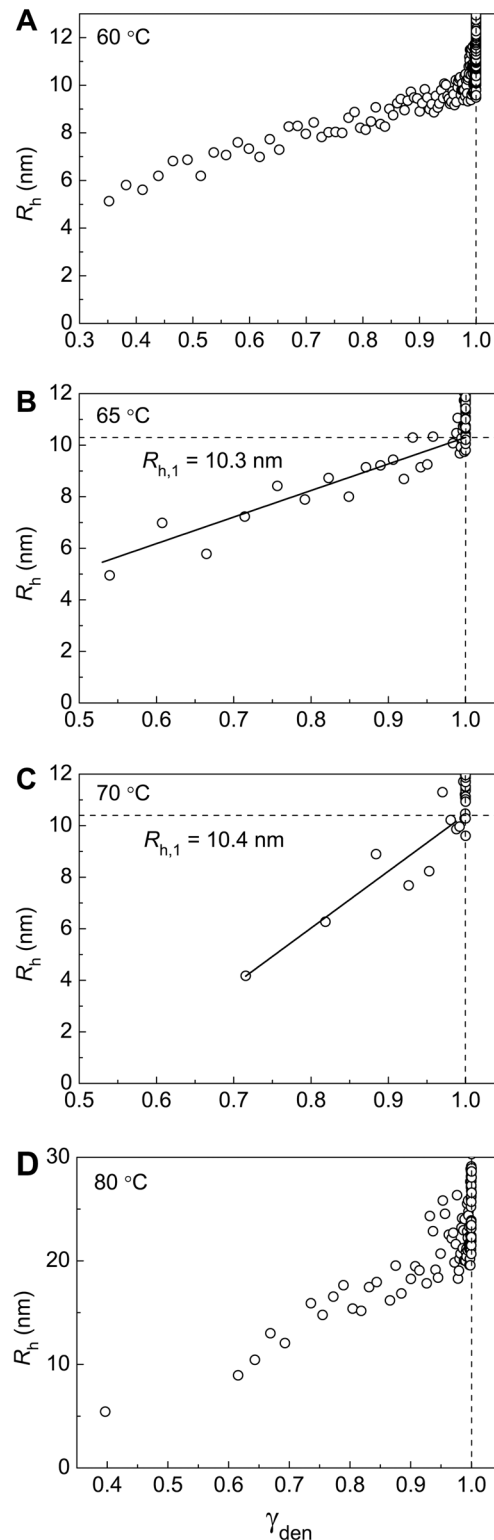 A
60 °C
12
10
8
6
4
2
0
R_h (nm)
0.3 0.4 0.5 0.6 0.7 0.8 0.9 1.0
B
65 °C
R_h,1 = 10.3 nm
12
10
8
6
4
2
0
R_h (nm)
0.5 0.6 0.7 0.8 0.9 1.0
C
70 °C
R_h,1 = 10.4 nm
12
10
8
6
4
2
0
R_h (nm)
0.5 0.6 0.7 0.8 0.9 1.0
D
80 °C
30
20
10
0
R_h (nm)
0.4 0.5 0.6 0.7 0.8 0.9 1.0
γ_den